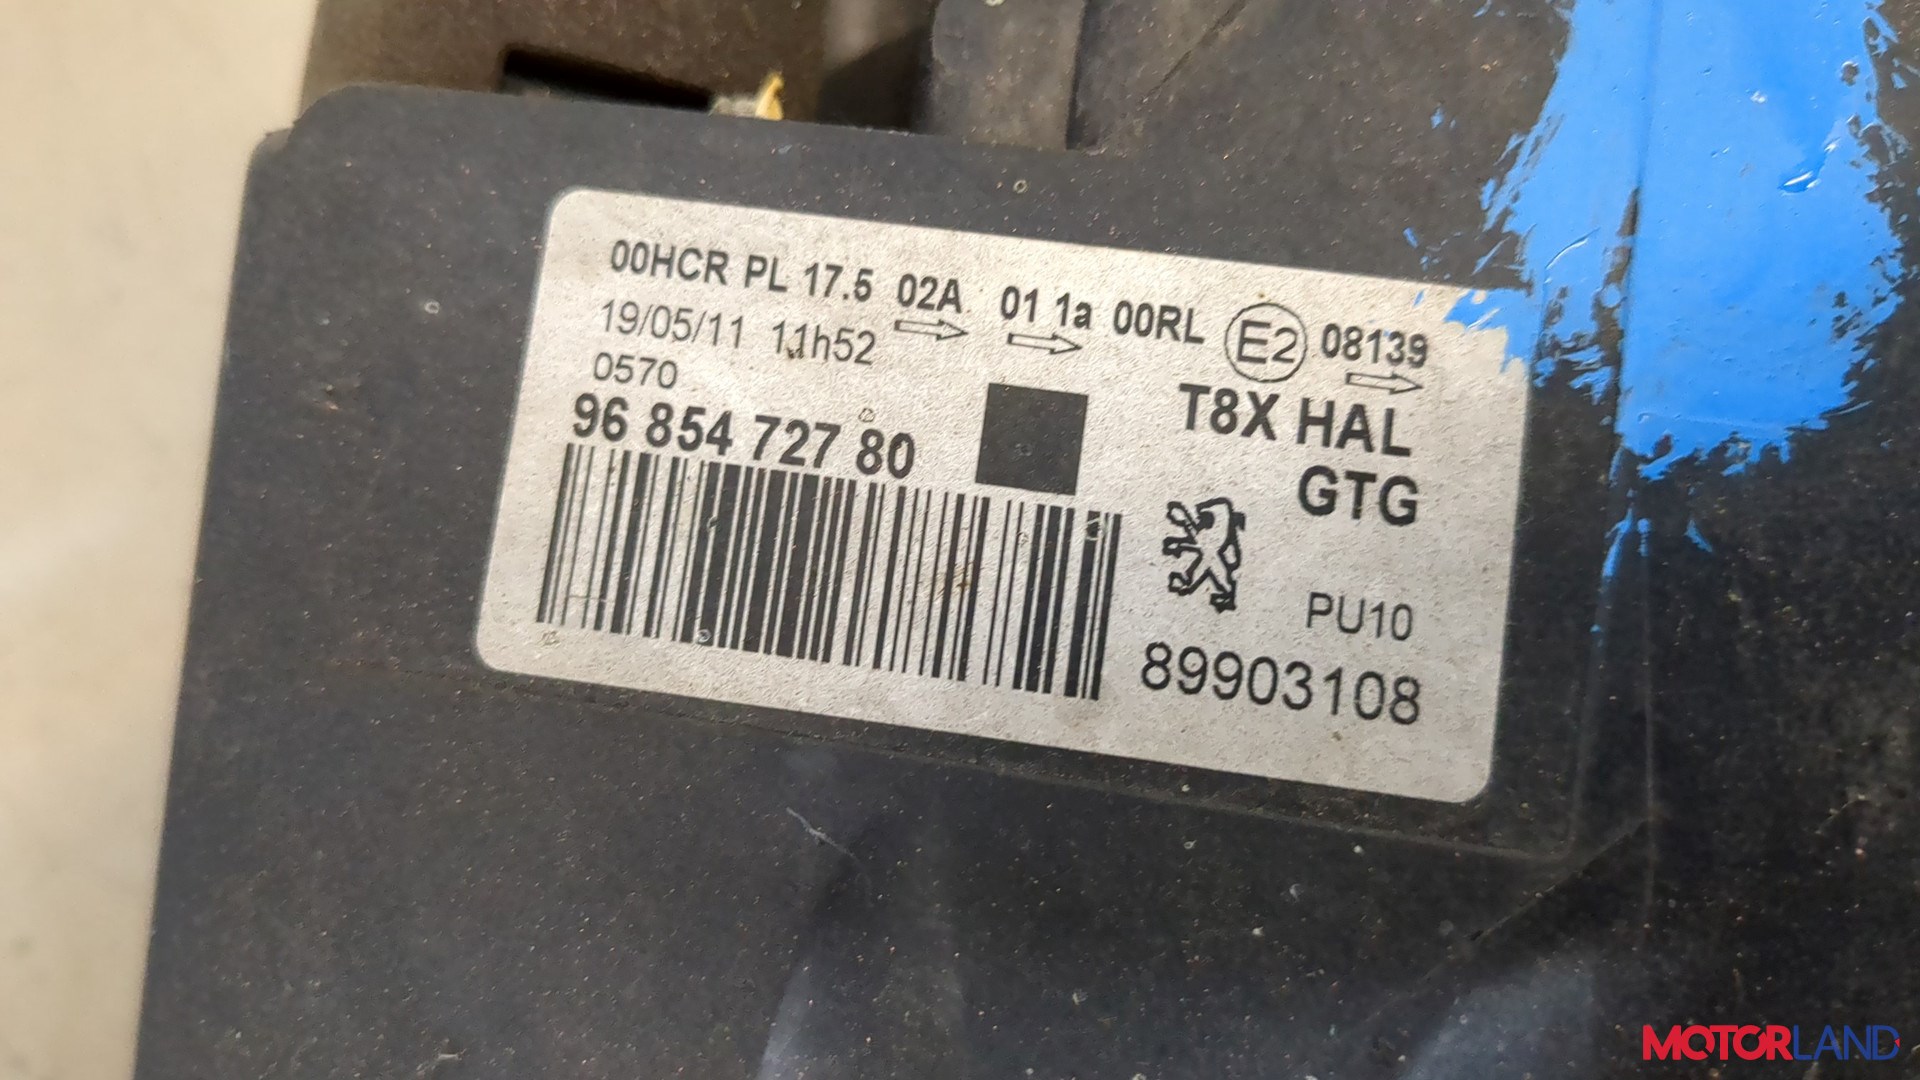 00HCR PL 17.5 02A 01 1a 00RL E2 08139
19/05/11 11h52
0570
96 854 727 80
T8X HAL
GTG
PU10
89903108
MOTORLAND